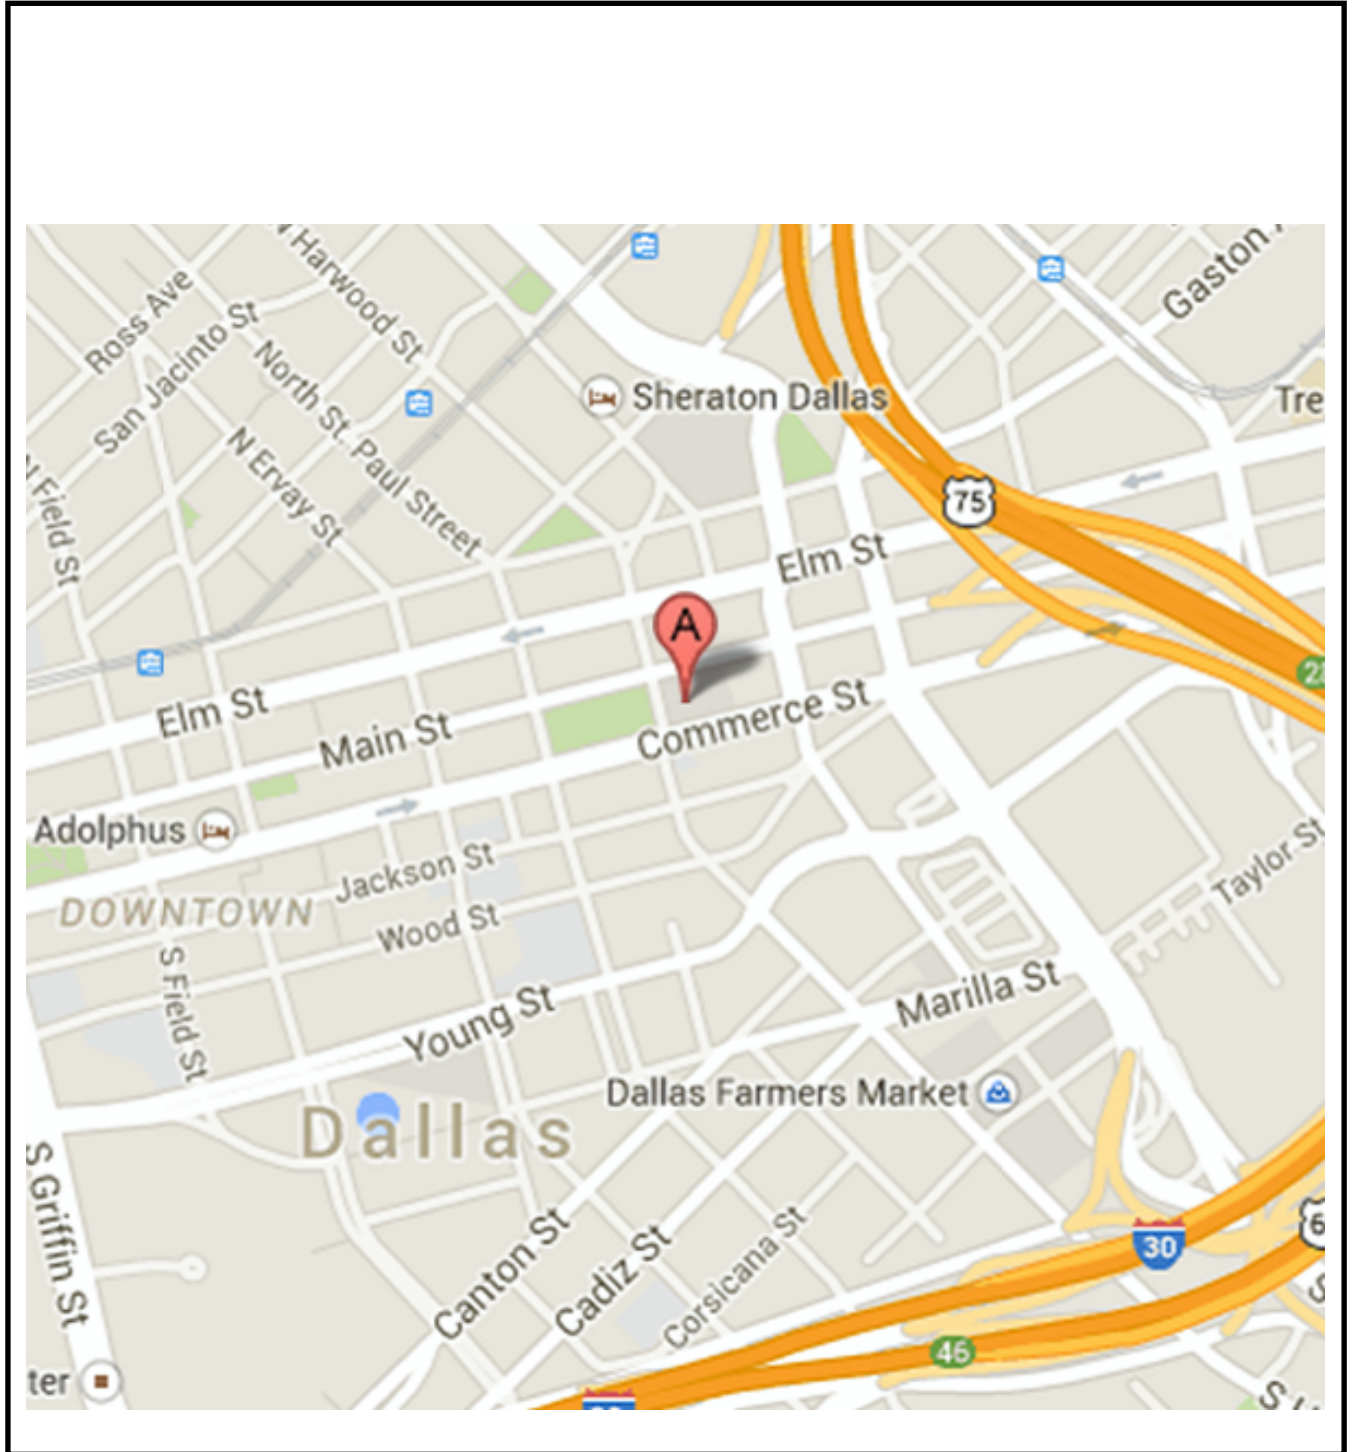 N Harwood St
Gaston
Ross Ave
San Jacinto St
North St. Paul Street
Sheraton Dallas
Tre
N Ervay St
N Field St
75
Elm St
A
28
Elm St
Main St
Commerce St
Adolphus
Jackson St
Taylor St
DOWNTOWN
Wood St
S Field St
Marilla St
Young St
Dallas Farmers Market
Dallas
S Griffin St
Canton St
Cadiz St
Corsicana St
30
6
46
ter
S